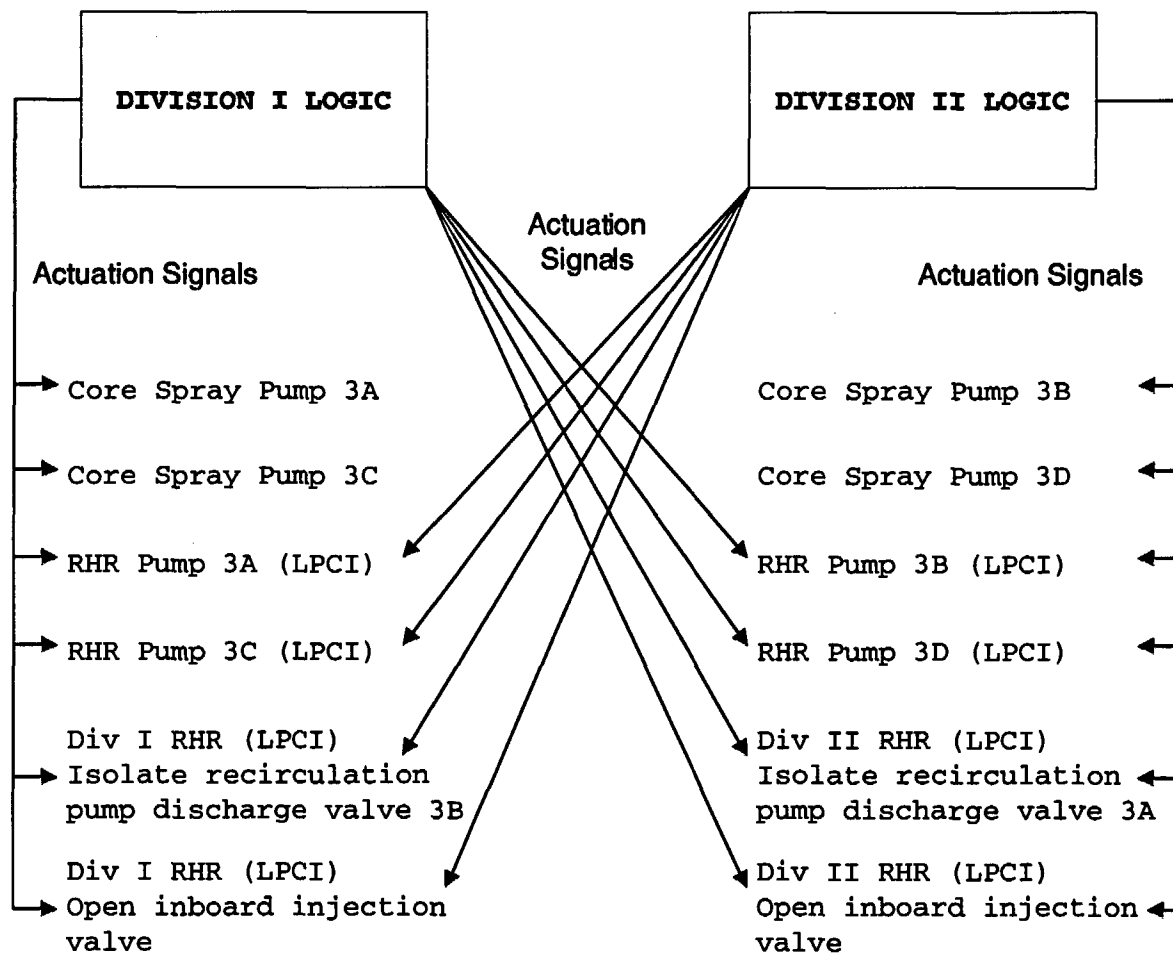 DIVISION I LOGIC
DIVISION II LOGIC
Actuation
Signals
Actuation Signals
Actuation Signals
Core Spray Pump 3A
Core Spray Pump 3B
Core Spray Pump 3C
Core Spray Pump 3D
RHR Pump 3A (LPCI)
RHR Pump 3B (LPCI)
RHR Pump 3C (LPCI)
RHR Pump 3D (LPCI)
Div I RHR (LPCI)
Isolate recirculation
pump discharge valve 3B
Div II RHR (LPCI)
Isolate recirculation
pump discharge valve 3A
Div I RHR (LPCI)
Open inboard injection
valve
Div II RHR (LPCI)
Open inboard injection
valve